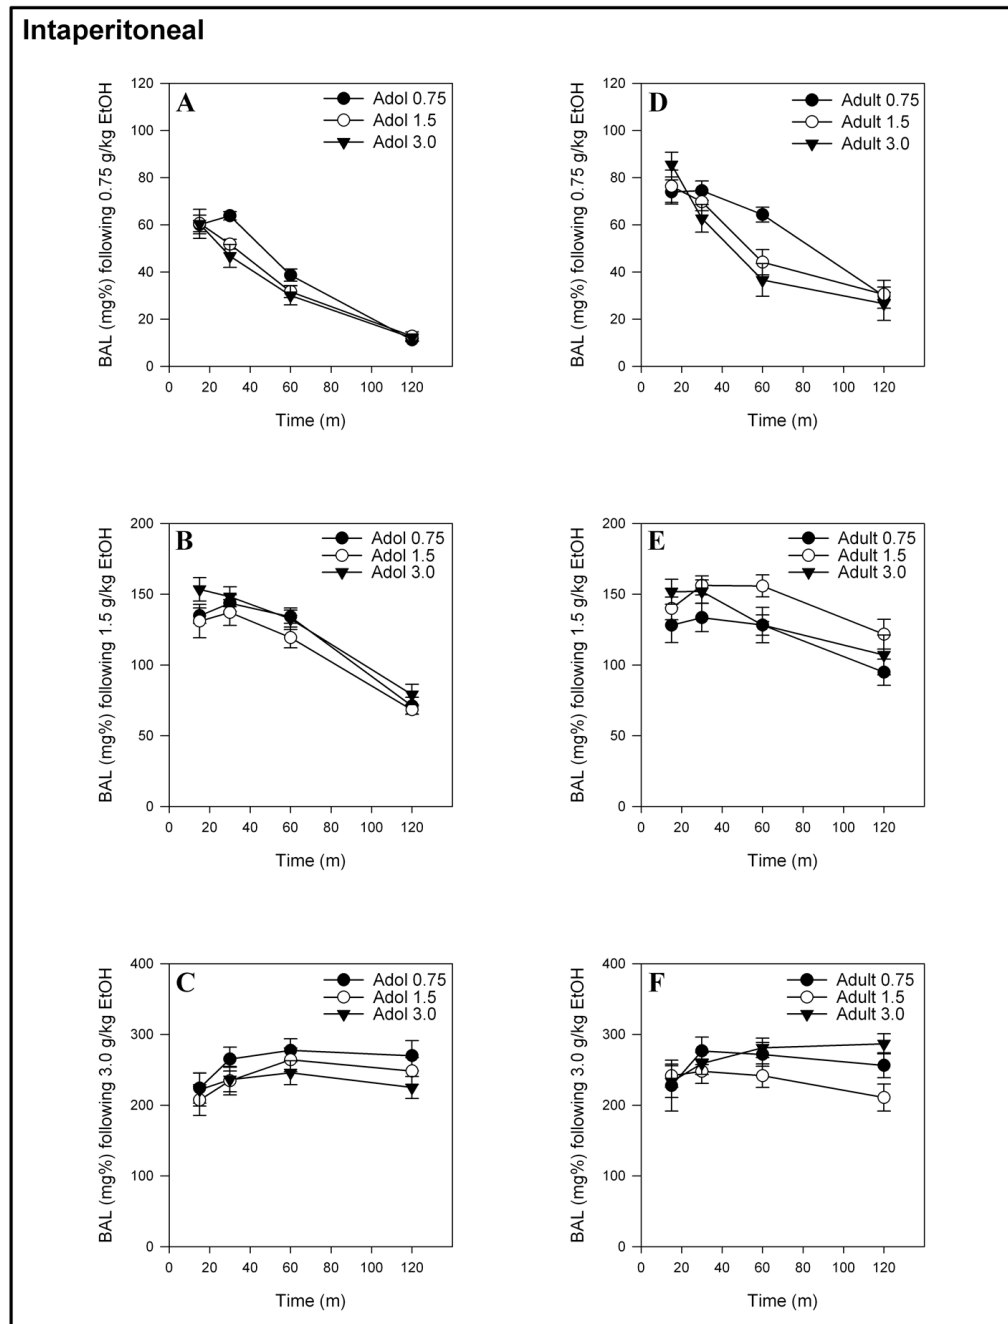 Intaperitoneal
A
Adol 0.75
Adol 1.5
Adol 3.0
BAL (mg%) following 0.75 g/kg EtOH
120
100
80
60
40
20
0
0 20 40 60 80 100 120
Time (m)
D
Adult 0.75
Adult 1.5
Adult 3.0
BAL (mg%) following 0.75 g/kg EtOH
120
100
80
60
40
20
0
0 20 40 60 80 100 120
Time (m)
B
Adol 0.75
Adol 1.5
Adol 3.0
BAL (mg%) following 1.5 g/kg EtOH
200
150
100
50
0
0 20 40 60 80 100 120
Time (m)
E
Adult 0.75
Adult 1.5
Adult 3.0
BAL (mg%) following 1.5 g/kg EtOH
200
150
100
50
0
0 20 40 60 80 100 120
Time (m)
C
Adol 0.75
Adol 1.5
Adol 3.0
BAL (mg%) following 3.0 g/kg EtOH
400
300
200
100
0
0 20 40 60 80 100 120
Time (m)
F
Adult 0.75
Adult 1.5
Adult 3.0
BAL (mg%) following 3.0 g/kg EtOH
400
300
200
100
0
0 20 40 60 80 100 120
Time (m)